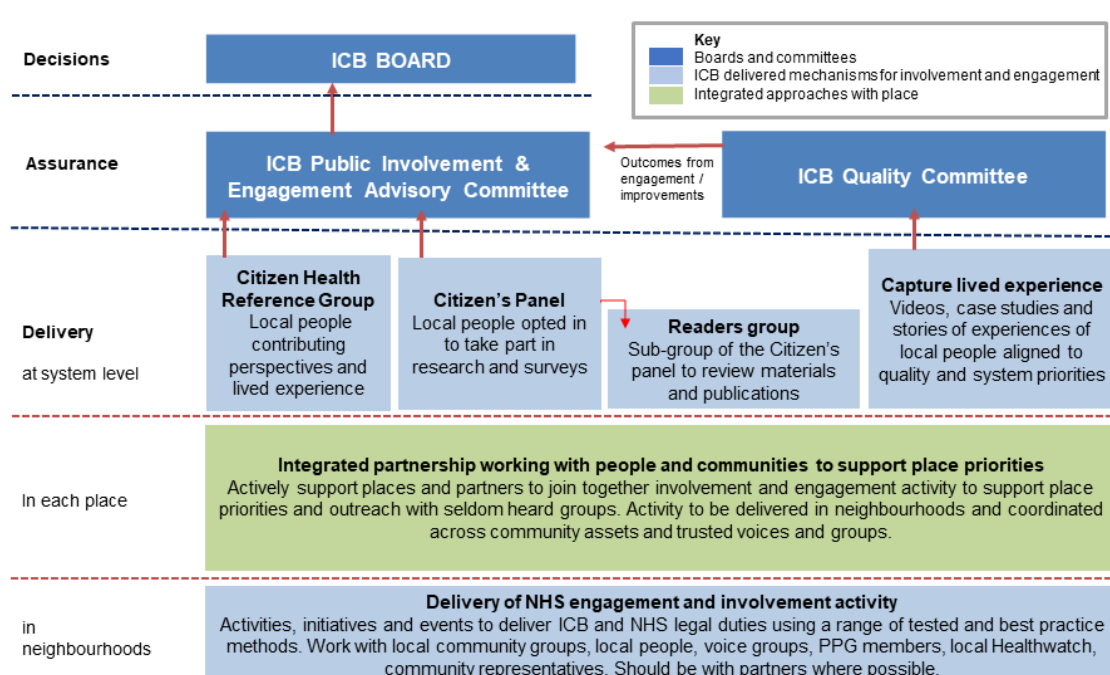 Decisions
ICB BOARD
Key
Boards and committees
ICB delivered mechanisms for involvement and engagement
Integrated approaches with place
Assurance
ICB Public Involvement &
Engagement Advisory Committee
Outcomes from
engagement /
improvements
ICB Quality Committee
Delivery
at system level
Citizen Health
Reference Group
Local people
contributing
perspectives and
lived experience
Citizen's Panel
Local people opted in
to take part in
research and surveys
Readers group
Sub-group of the Citizen's
panel to review materials
and publications
Capture lived experience
Videos, case studies and
stories of experiences of
local people aligned to
quality and system priorities
In each place
Integrated partnership working with people and communities to support place priorities
Actively support places and partners to join together involvement and engagement activity to support place
priorities and outreach with seldom heard groups. Activity to be delivered in neighbourhoods and coordinated
across community assets and trusted voices and groups.
in
neighbourhoods
Delivery of NHS engagement and involvement activity
Activities, initiatives and events to deliver ICB and NHS legal duties using a range of tested and best practice
methods. Work with local community groups, local people, voice groups, PPG members, local Healthwatch,
community representatives. Should be with partners where possible.